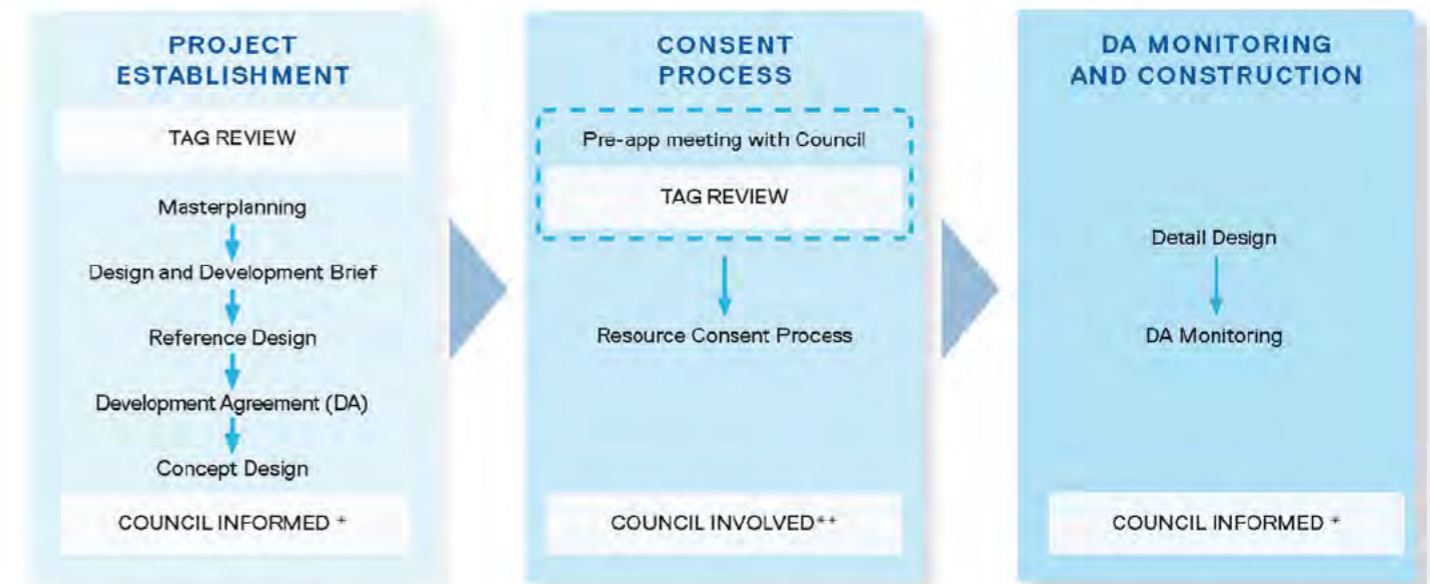 PROJECT
ESTABLISHMENT
TAG REVIEW
Masterplanning
Design and Development Brief
Reference Design
Development Agreement (DA)
Concept Design
COUNCIL INFORMED *
CONSENT
PROCESS
Pre-app meeting with Council
TAG REVIEW
Resource Consent Process
COUNCIL INVOLVED**
DA MONITORING
AND CONSTRUCTION
Detail Design
DA Monitoring
COUNCIL INFORMED *